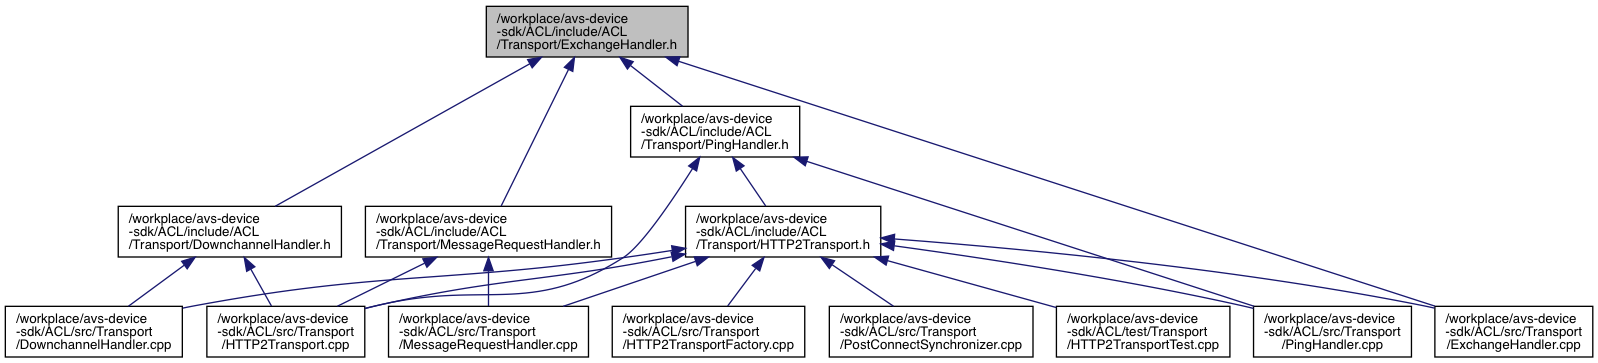 /workplace/avs-device
-sdk/ACL/include/ACL
/Transport/ExchangeHandler.h
/workplace/avs-device
-sdk/ACL/include/ACL
/Transport/PingHandler.h
/workplace/avs-device
-sdk/ACL/include/ACL
/Transport/DownchannelHandler.h
/workplace/avs-device
-sdk/ACL/include/ACL
/Transport/MessageRequestHandler.h
/workplace/avs-device
-sdk/ACL/include/ACL
/Transport/HTTP2Transport.h
/workplace/avs-device
-sdk/ACL/src/Transport
/DownchannelHandler.cpp
/workplace/avs-device
-sdk/ACL/src/Transport
/HTTP2Transport.cpp
/workplace/avs-device
-sdk/ACL/src/Transport
/MessageRequestHandler.cpp
/workplace/avs-device
-sdk/ACL/src/Transport
/HTTP2TransportFactory.cpp
/workplace/avs-device
-sdk/ACL/src/Transport
/PostConnectSynchronizer.cpp
/workplace/avs-device
-sdk/ACL/test/Transport
/HTTP2TransportTest.cpp
/workplace/avs-device
-sdk/ACL/src/Transport
/PingHandler.cpp
/workplace/avs-device
-sdk/ACL/src/Transport
/ExchangeHandler.cpp